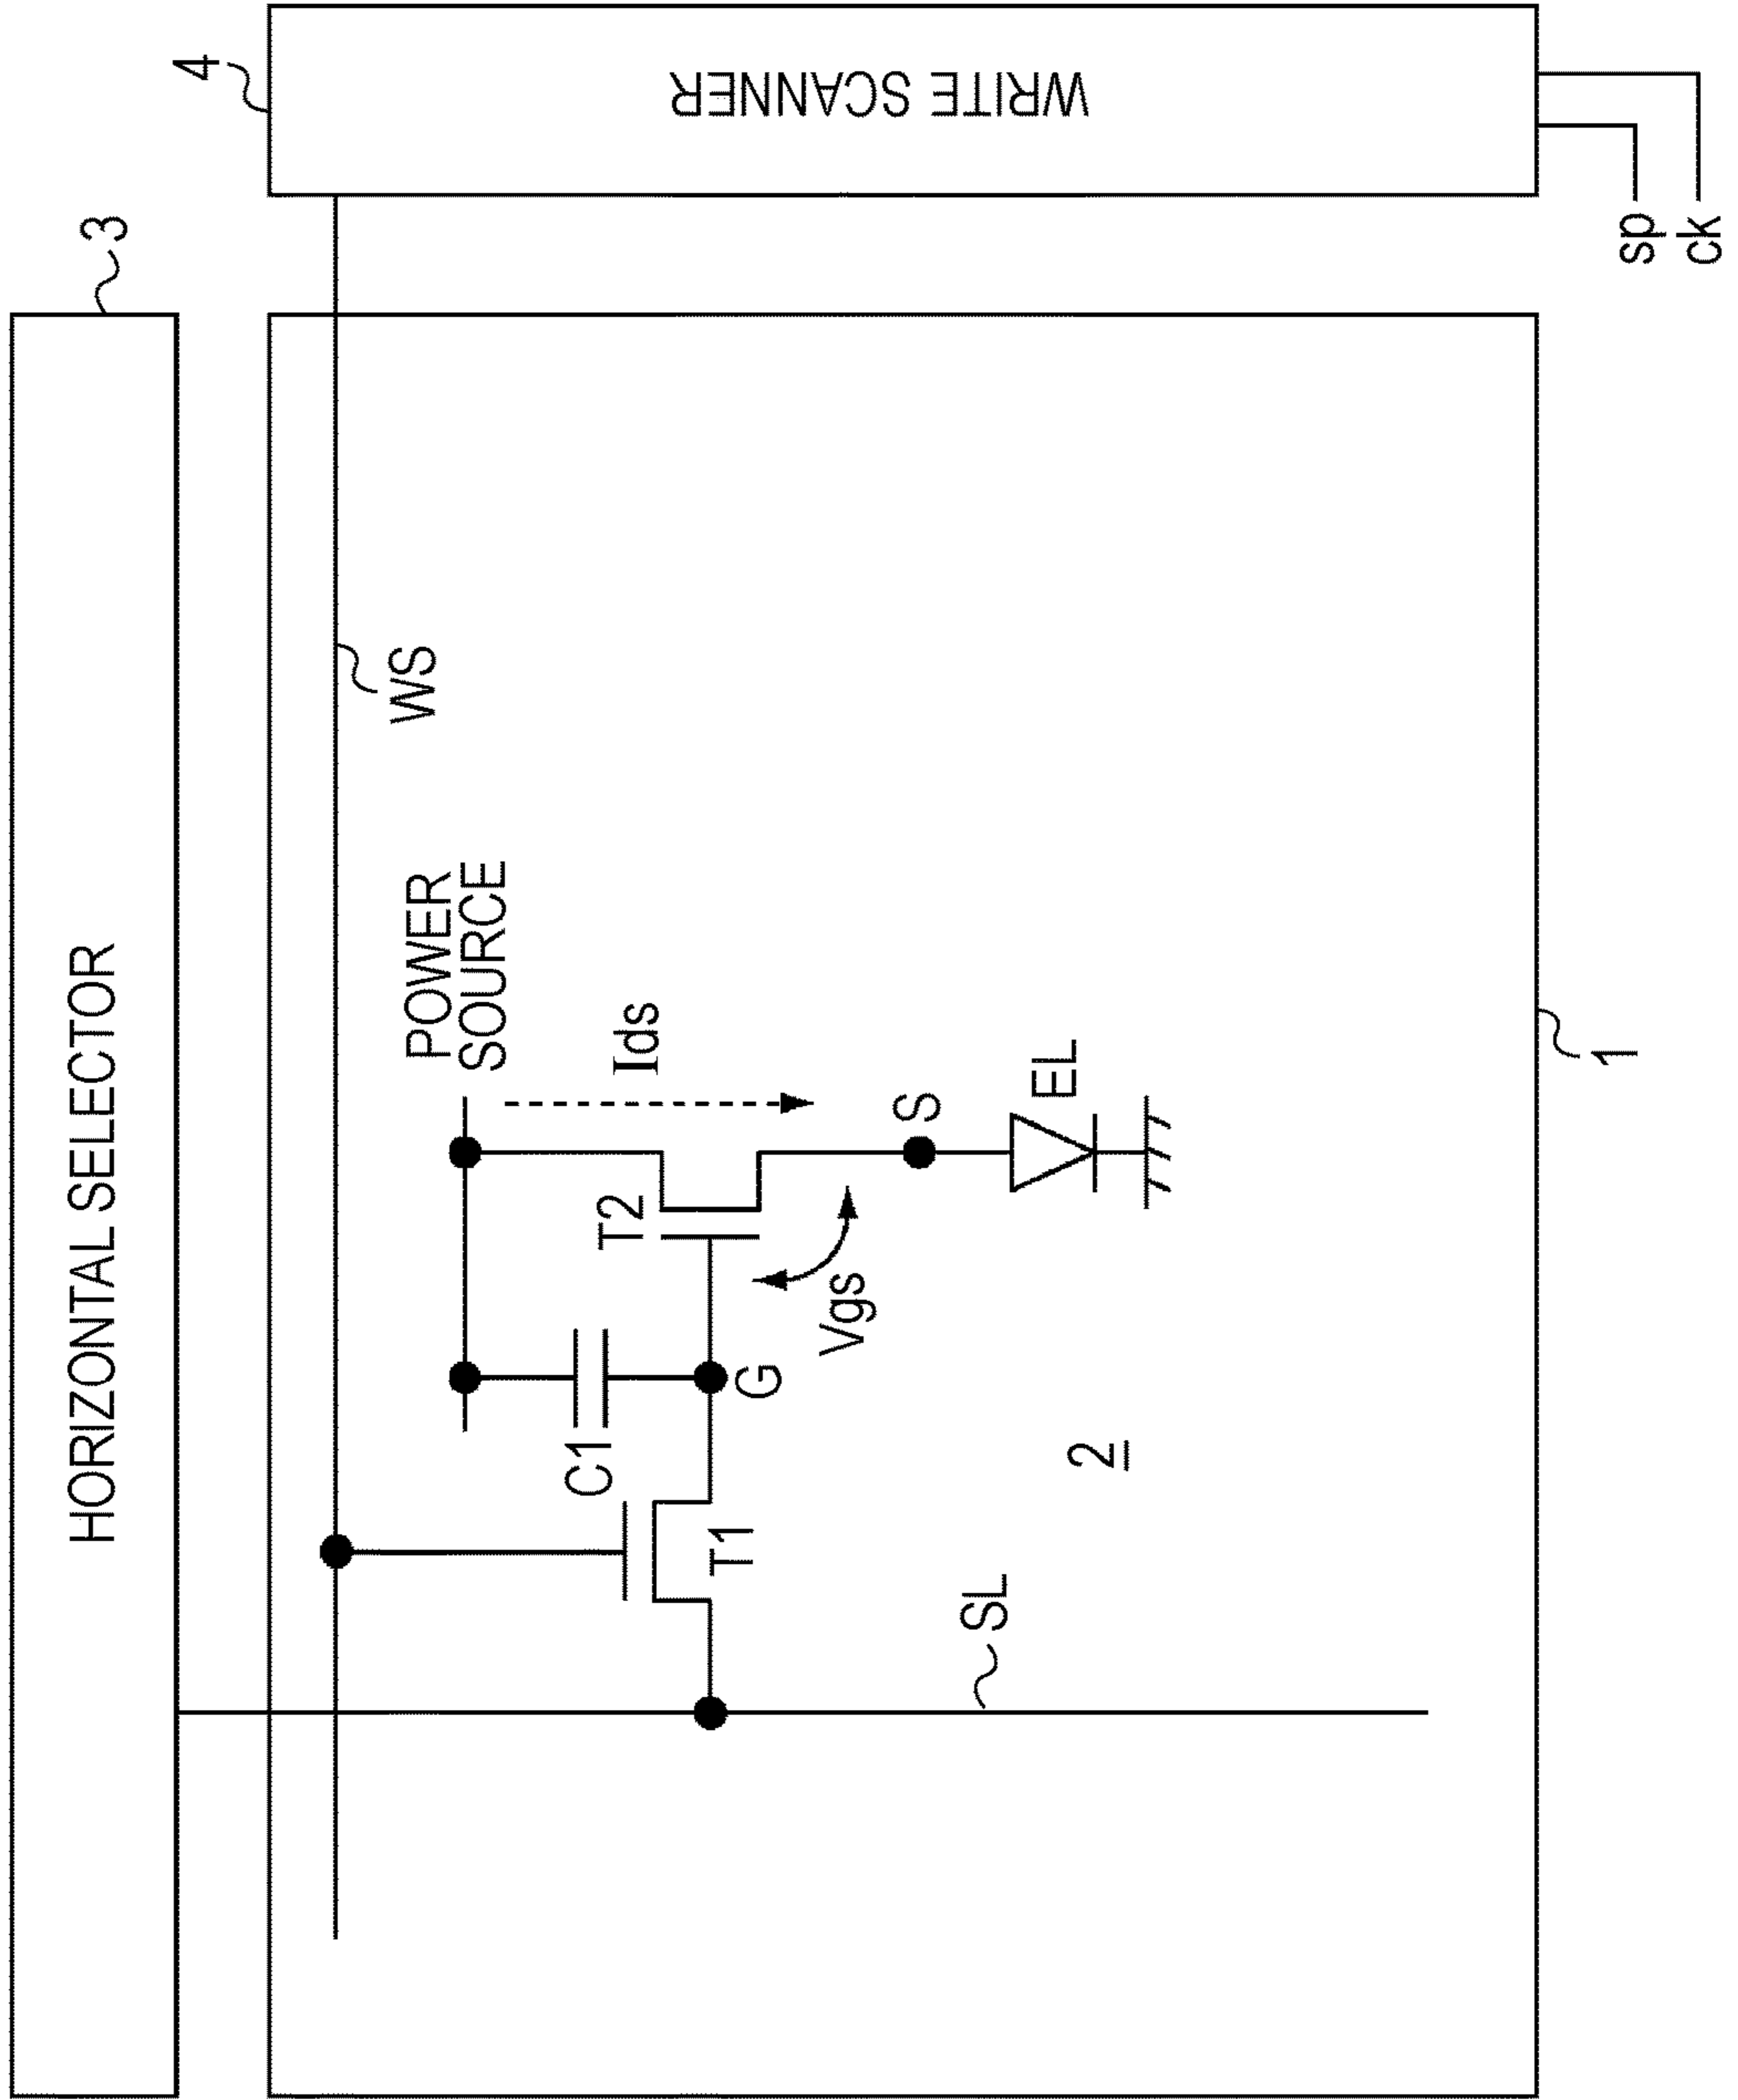 HORIZONTAL SELECTOR
3
4
WRITE SCANNER
WS
POWER
SOURCE
Ids
C1
T2
T1
G
Vgs
S
EL
SL
2
1
sp
ck